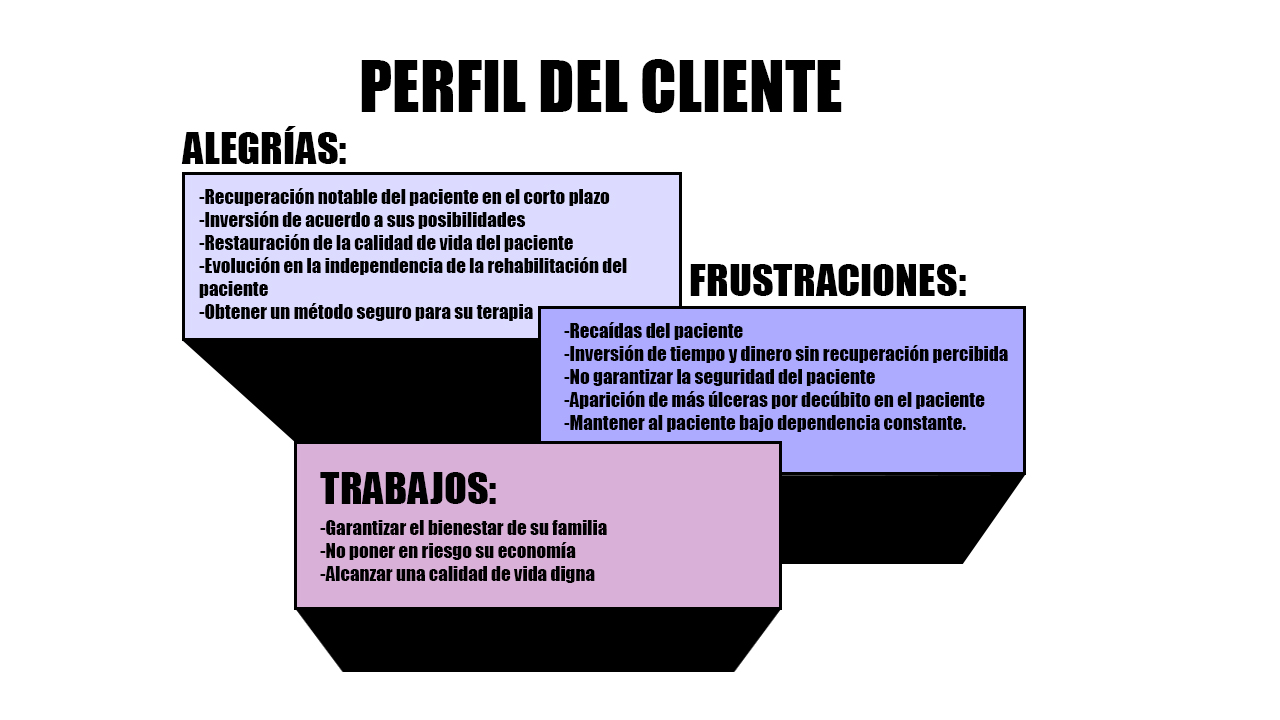 PERFIL DEL CLIENTE
ALEGRÍAS:
-Recuperación notable del paciente en el corto plazo
-Inversión de acuerdo a sus posibilidades
-Restauración de la calidad de vida del paciente
-Evolución en la independencia de la rehabilitación del
paciente
-Obtener un método seguro para su terapia
FRUSTRACIONES:
-Recaídas del paciente
-Inversión de tiempo y dinero sin recuperación percibida
-No garantizar la seguridad del paciente
-Aparición de más úlceras por decúbito en el paciente
-Mantener al paciente bajo dependencia constante.
TRABAJOS:
-Garantizar el bienestar de su familia
-No poner en riesgo su economía
-Alcanzar una calidad de vida digna